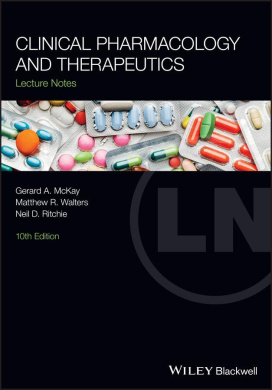 CLINICAL PHARMACOLOGY
AND THERAPEUTICS
Lecture Notes
Gerard A. McKay
Matthew R. Walters
Neil D. Ritchie
10th Edition
LN
WILEY Blackwell